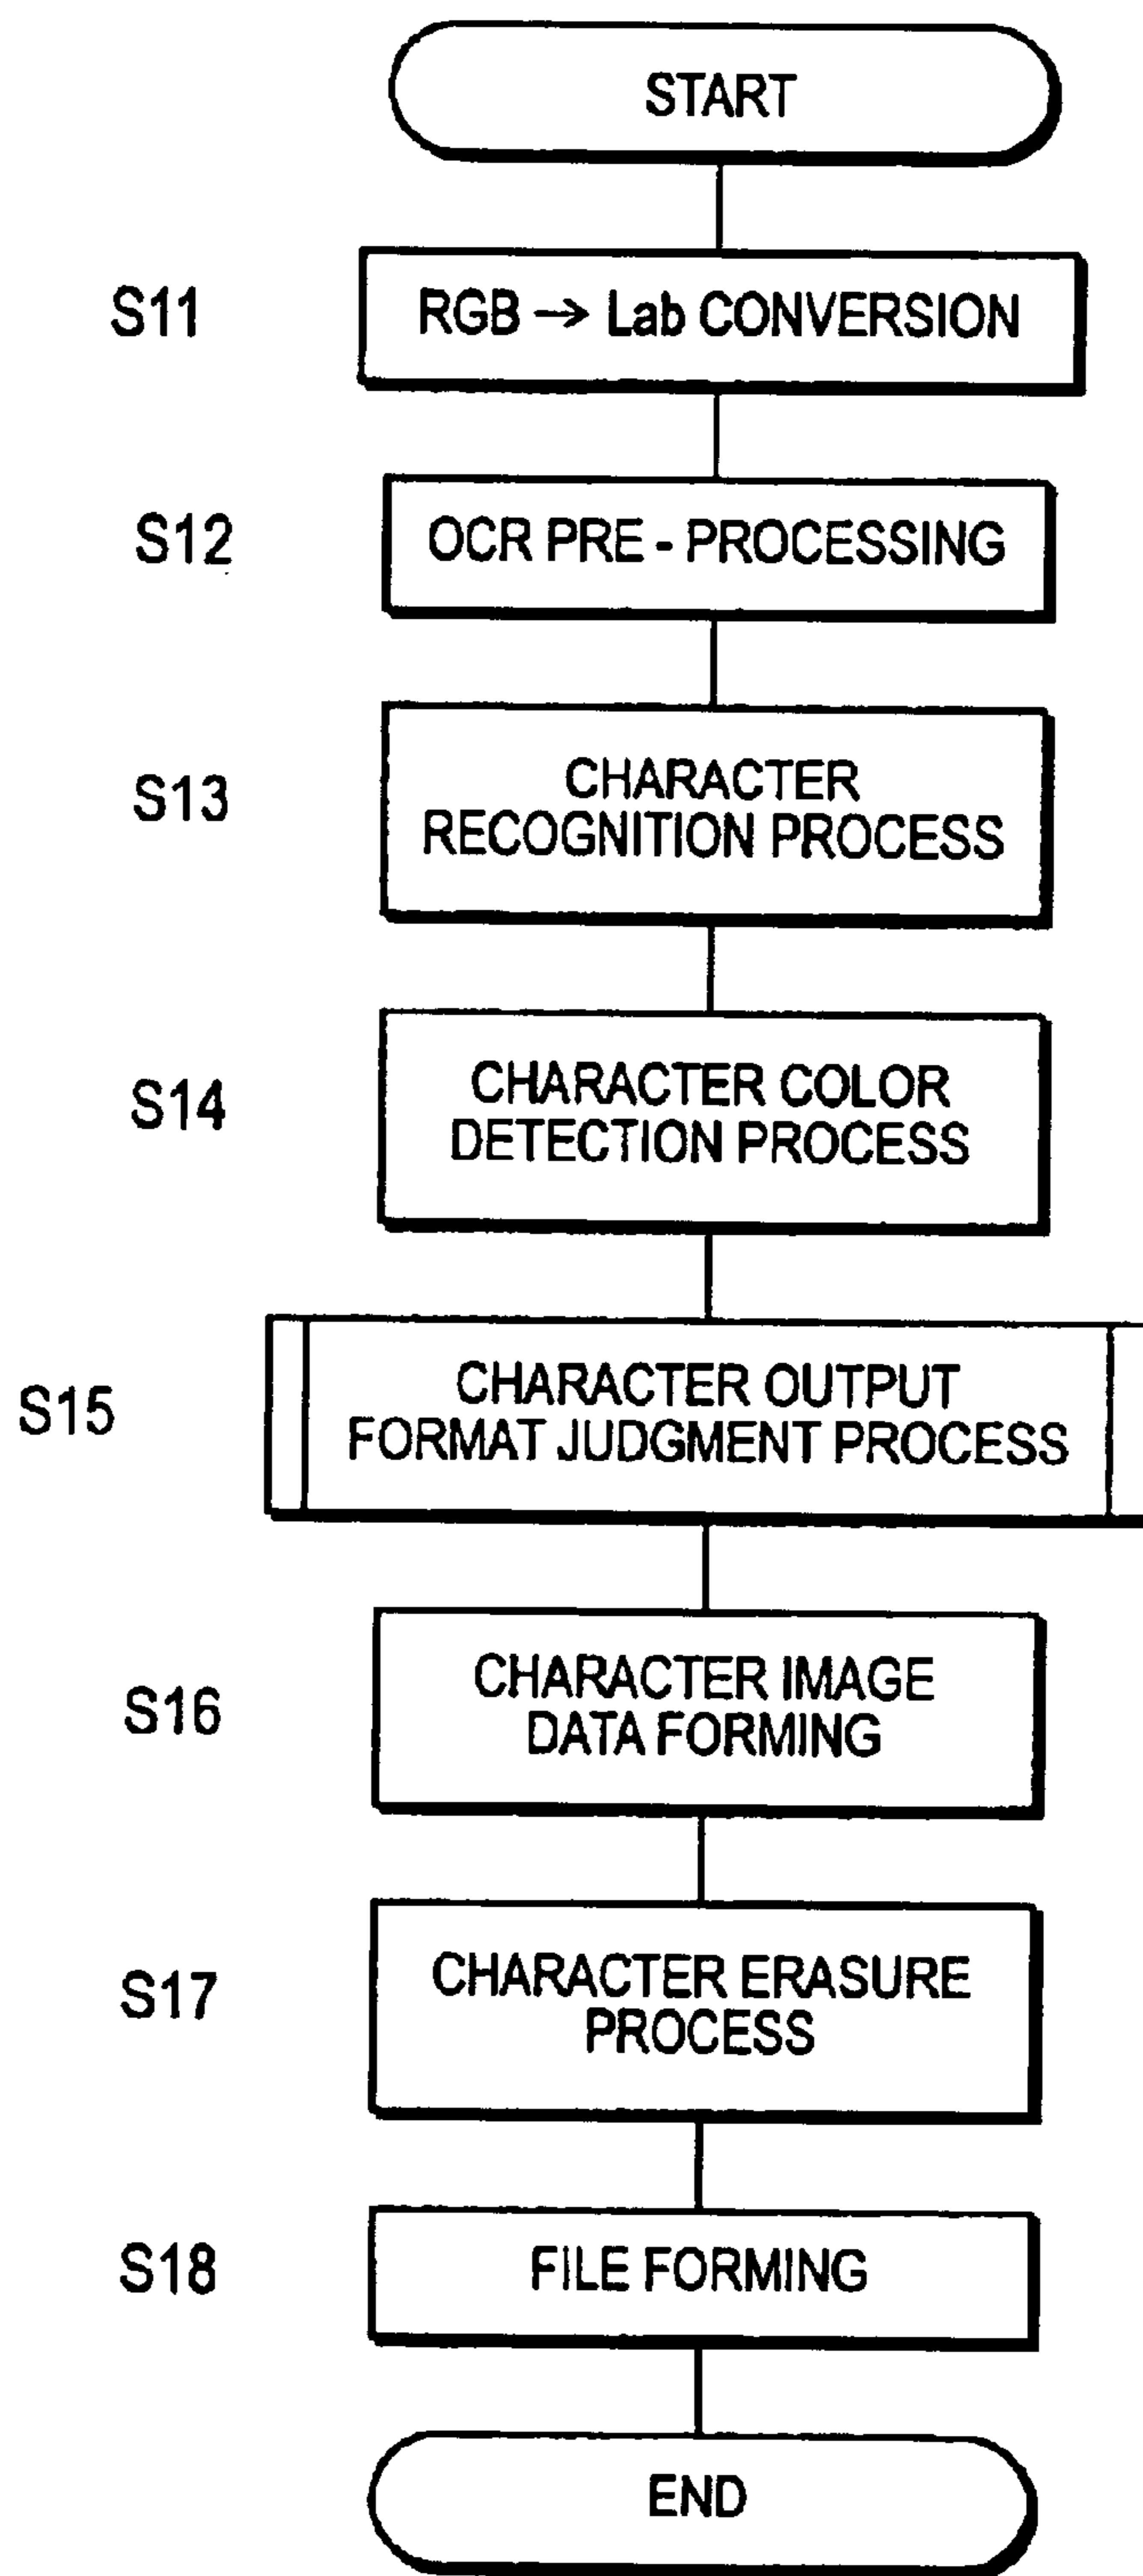 START
S11
RGB → Lab CONVERSION
S12
OCR PRE - PROCESSING
S13
CHARACTER
RECOGNITION PROCESS
S14
CHARACTER COLOR
DETECTION PROCESS
S15
CHARACTER OUTPUT
FORMAT JUDGMENT PROCESS
S16
CHARACTER IMAGE
DATA FORMING
S17
CHARACTER ERASURE
PROCESS
S18
FILE FORMING
END